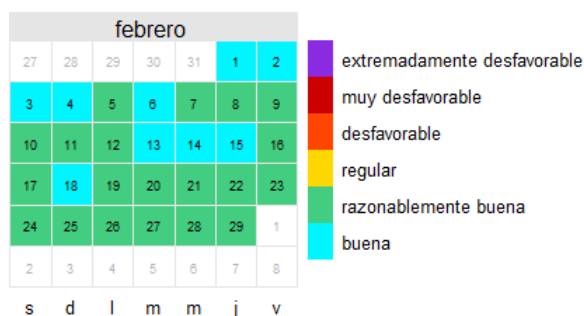 febrero
27 28 29 30 31 1 2
3 4 5 6 7 8 9
10 11 12 13 14 15 16
17 18 19 20 21 22 23
24 25 26 27 28 29 1
2 3 4 5 6 7 8
s d l m m j v
extremadamente desfavorable
muy desfavorable
desfavorable
regular
razonablemente buena
buena